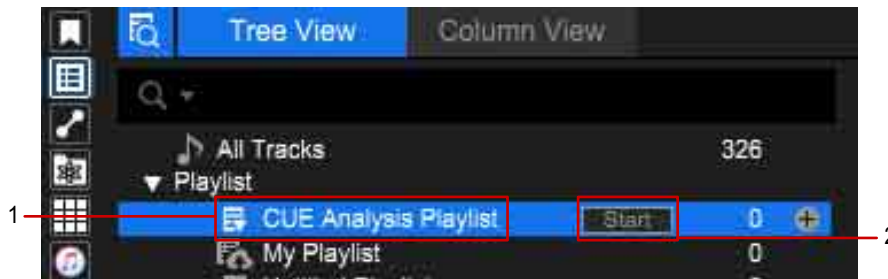 Tree View Column View
All Tracks 326
Playlist
1 CUE Analysis Playlist Start 0
2
My Playlist 0